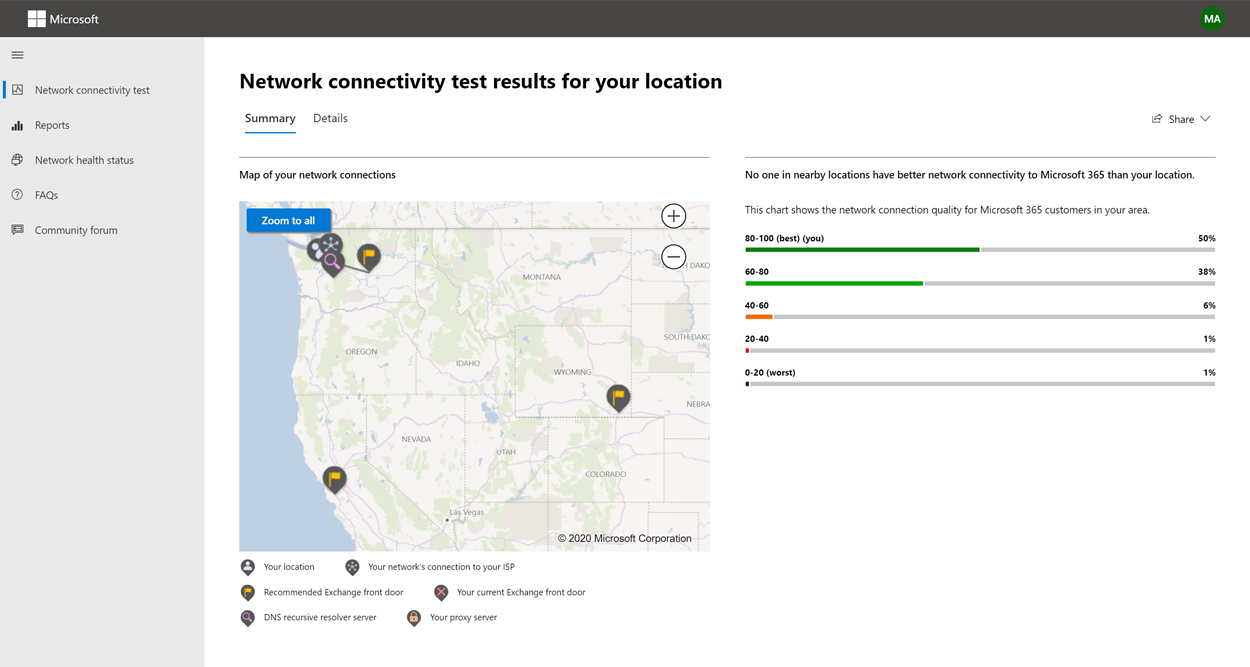 Microsoft
MA
Network connectivity test
Reports
Network health status
FAQs
Community forum
Network connectivity test results for your location
Summary
Details
Share
Map of your network connections
Zoom to all
MONTANA
H DAKO
OREGON
IDAHO
SOUTH DAKO
WYOMING
NEBRA
NEVADA
UTAH
COLORADO
Las Vegas
© 2020 Microsoft Corporation
Your location
Your network's connection to your ISP
Recommended Exchange front door
Your current Exchange front door
DNS recursive resolver server
Your proxy server
No one in nearby locations have better network connectivity to Microsoft 365 than your location.
This chart shows the network connection quality for Microsoft 365 customers in your area.
80-100 (best) (you) 50%
60-80 38%
40-60 6%
20-40 1%
0-20 (worst) 1%